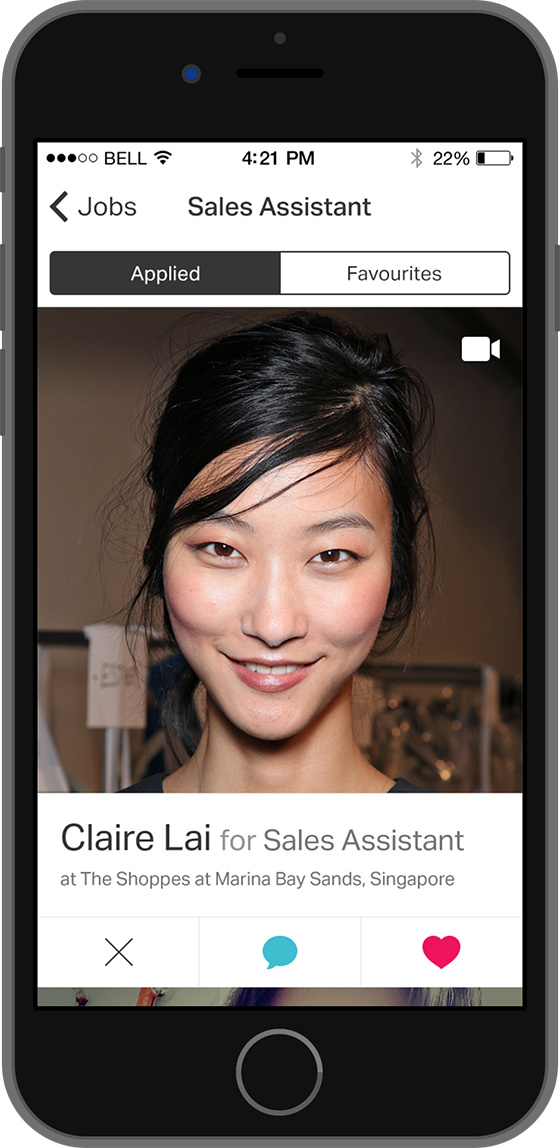 BELL 4:21 PM 22%
Jobs Sales Assistant
Applied Favourites
Claire Lai for Sales Assistant
at The Shoppes at Marina Bay Sands, Singapore